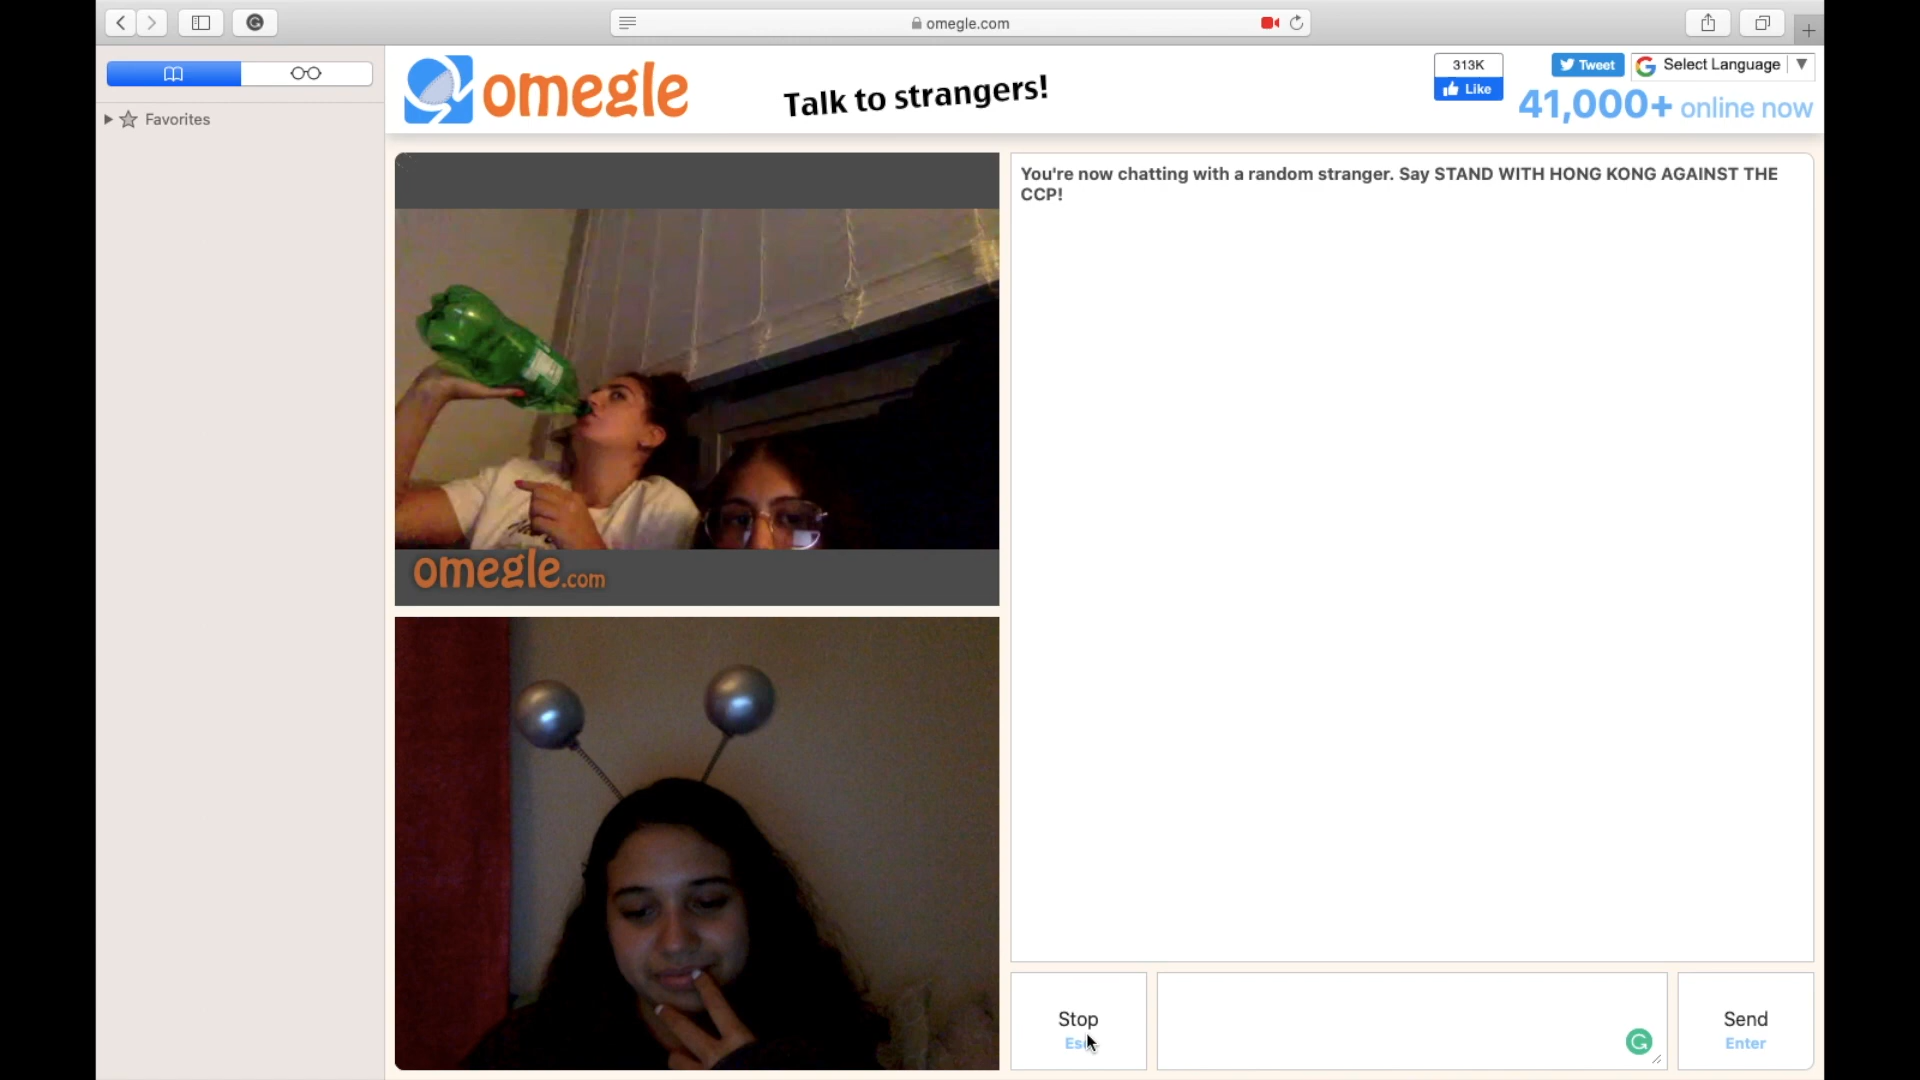 omegle.com
Favorites
omegle
Talk to strangers!
313K
Like
Tweet
Select Language
41,000+ online now
You're now chatting with a random stranger. Say STAND WITH HONG KONG AGAINST THE
CCP!
omegle.com
Stop
Es
Send
Enter